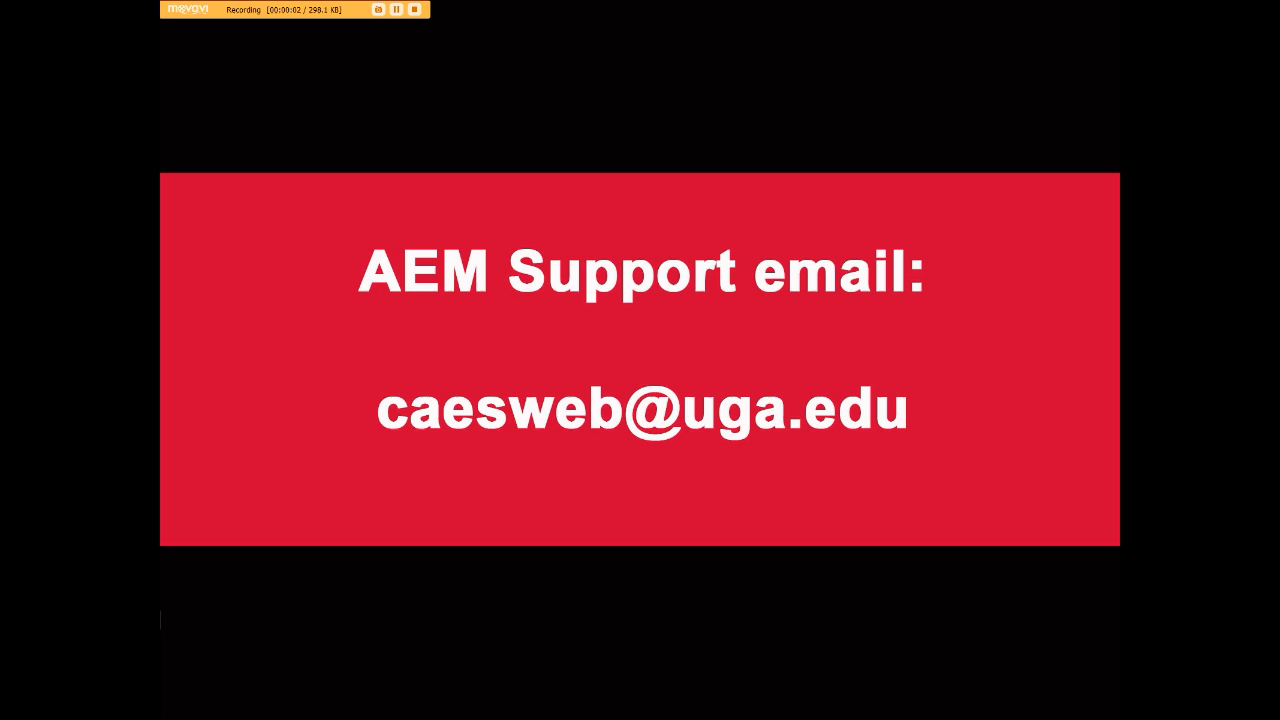 movavi Recording [00:00:02 / 298.1 KB]
AEM Support email:
caesweb@uga.edu